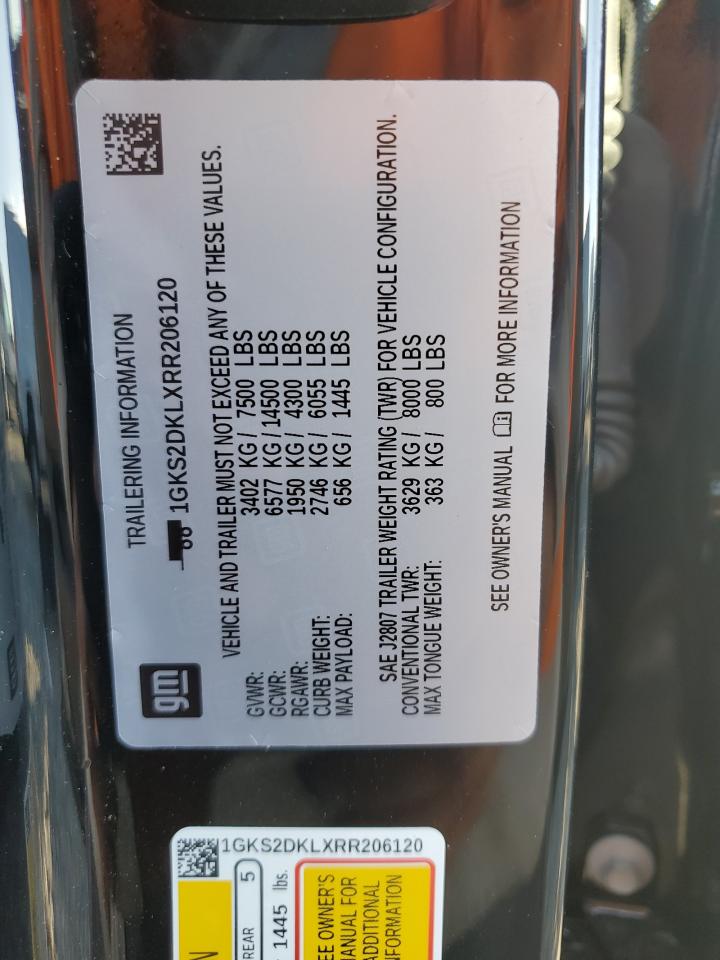 TRAILERING INFORMATION
1GKS2DKLXRR206120
gm
VEHICLE AND TRAILER MUST NOT EXCEED ANY OF THESE VALUES.
GVWR: 3402 KG / 7500 LBS
GCWR: 6577 KG / 14500 LBS
RGAWR: 1950 KG / 4300 LBS
CURB WEIGHT: 2746 KG / 6055 LBS
MAX PAYLOAD: 656 KG / 1445 LBS
SAE J2807 TRAILER WEIGHT RATING (TWR) FOR VEHICLE CONFIGURATION.
CONVENTIONAL TWR: 3629 KG / 8000 LBS
MAX TONGUE WEIGHT: 363 KG / 800 LBS
SEE OWNER'S MANUAL FOR MORE INFORMATION
1GKS2DKLXRR206120
REAR 5
1445 lbs.
OWNER'S
FOR